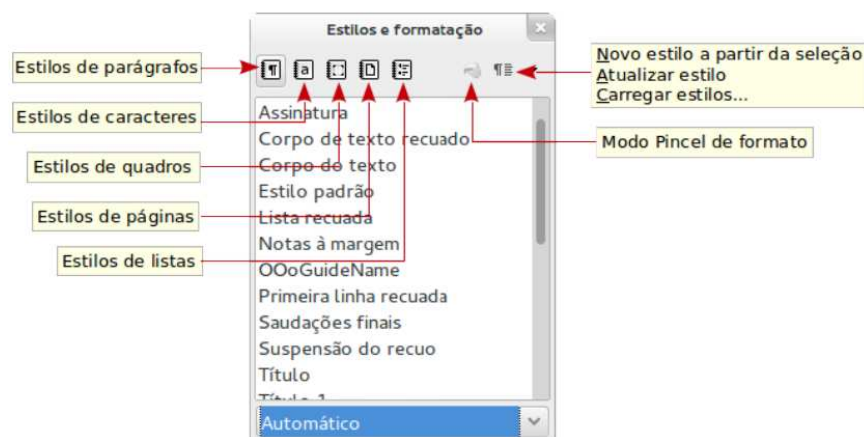 Estilos e formatação
Estilos de parágrafos
Estilos de caracteres
Estilos de quadros
Estilos de páginas
Estilos de listas
Novo estilo a partir da seleção
Atualizar estilo
Carregar estilos...
Modo Pincel de formato
Assinatura
Corpo de texto recuado
Corpo do texto
Estilo padrão
Lista recuada
Notas à margem
OOoGuideName
Primeira linha recuada
Saudações finais
Suspensão do recuo
Título
Título 1
Automático